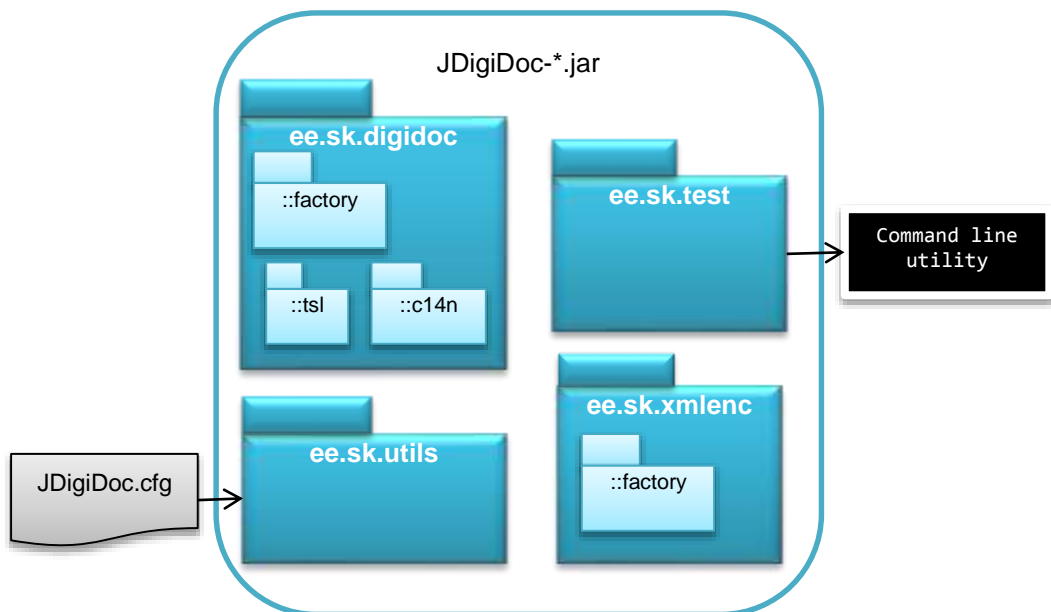 JDigiDoc-*.jar
ee.sk.digidoc
::factory
::tsl
::c14n
ee.sk.test
Command line
utility
ee.sk.utils
ee.sk.xmlenc
::factory
JDigiDoc.cfg